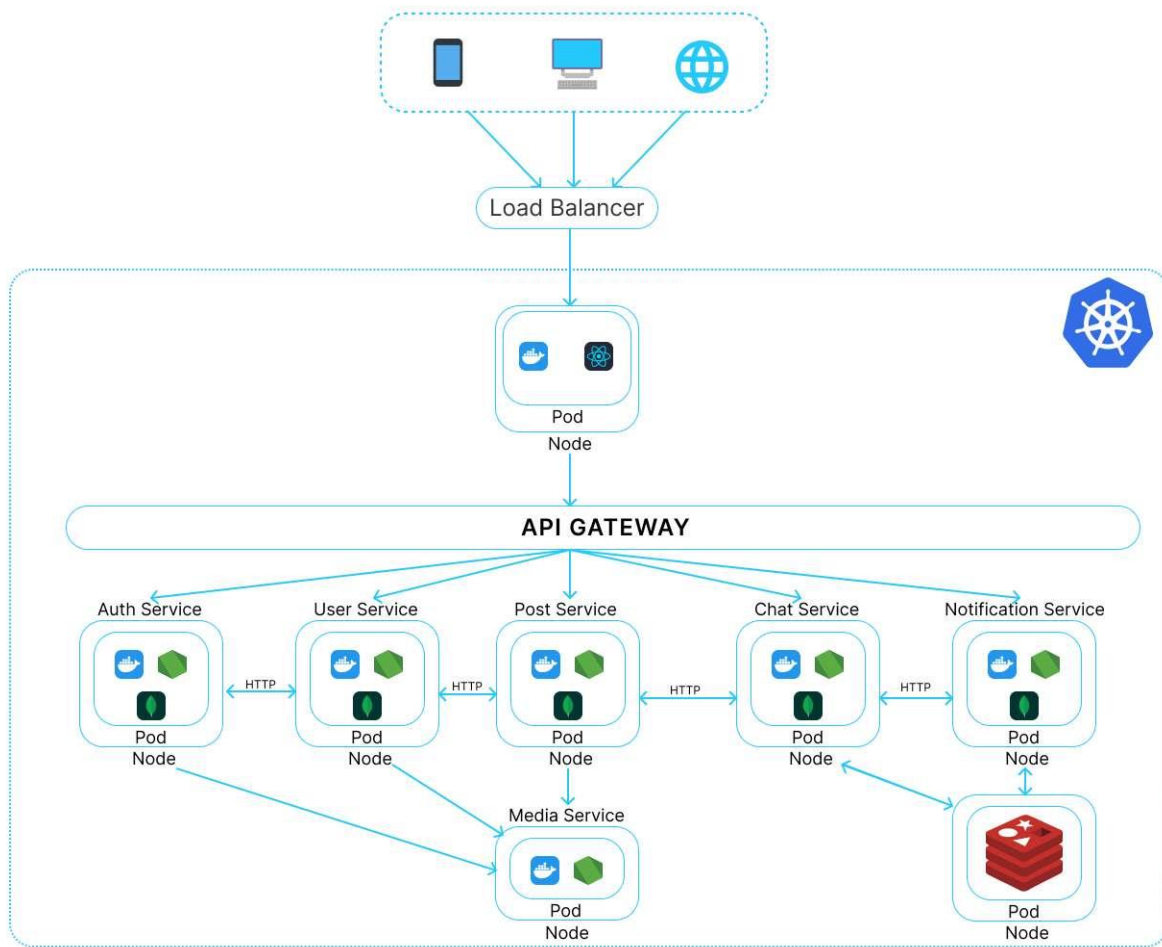 Load Balancer
Pod
Node
API GATEWAY
Auth Service
User Service
Post Service
Chat Service
Notification Service
HTTP
HTTP
HTTP
HTTP
Pod
Pod
Pod
Pod
Pod
Node
Node
Node
Node
Node
Media Service
Pod
Pod
Node
Node